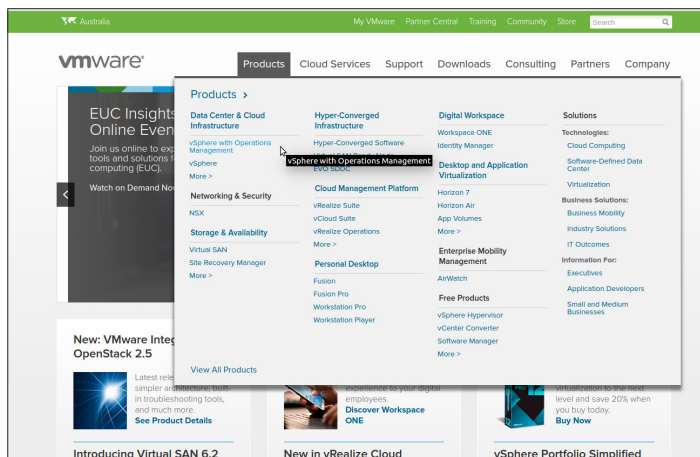 Australia
My VMware Partner Central Training Community Store Search
vmware®
Products Cloud Services Support Downloads Consulting Partners Company
EUC Insights
Online Even
Join us online to exp
tools and solutions f
computing (EUC).
Watch on Demand Now
Products >
Data Center & Cloud
Infrastructure
vSphere with Operations
Management
vSphere
More >
Networking & Security
NSX
Storage & Availability
Virtual SAN
Site Recovery Manager
More >
View All Products
Hyper-Converged
Infrastructure
Hyper-Converged Software
vSphere with Operations Management
EVO SDDC
Cloud Management Platform
vRealize Suite
vCloud Suite
vRealize Operations
More >
Personal Desktop
Fusion
Fusion Pro
Workstation Pro
Workstation Player
Digital Workspace
Workspace ONE
Identity Manager
Desktop and Application
Virtualization
Horizon 7
Horizon Air
App Volumes
More >
Enterprise Mobility
Management
AirWatch
Free Products
vSphere Hypervisor
vCenter Converter
Software Manager
More >
Solutions
Technologies:
Cloud Computing
Software-Defined Data
Center
Virtualization
Business Solutions:
Business Mobility
Industry Solutions
IT Outcomes
Information For:
Executives
Application Developers
Small and Medium
Businesses
New: VMware Integ
OpenStack 2.5
Latest rele
simpler architecture, built-
in troubleshooting tools,
and much more.
See Product Details
experience to your digital
employees.
Discover Workspace
ONE
PRO
virtualization to the next
level and save 20% when
you buy today.
Buy Now
Introducing Virtual SAN 6.2
New in vRealize Cloud
vSphere Portfolio Simplified